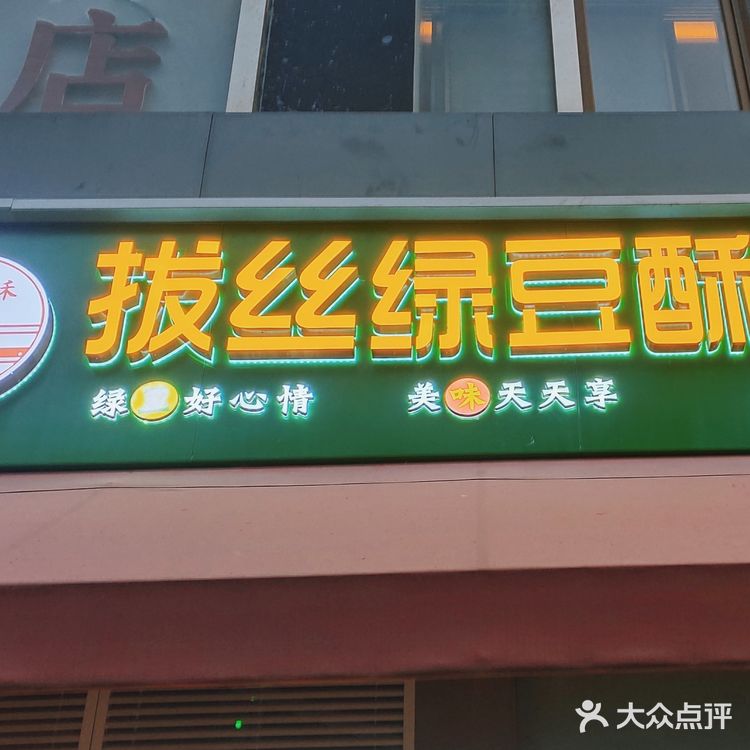 店
禾
拔丝绿豆酥
绿豆好心情 美味天天享
大众点评